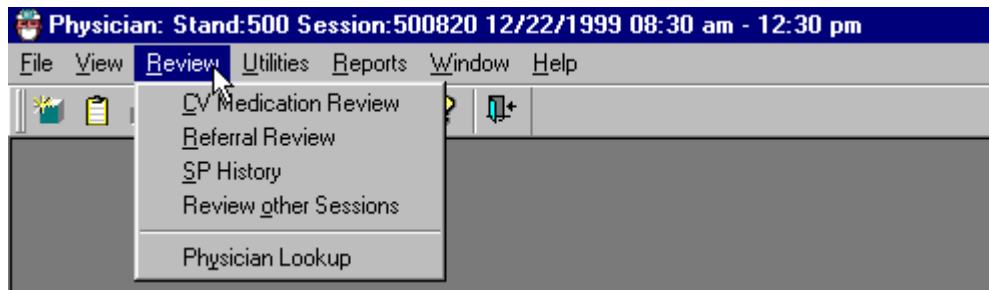 Physician: Stand:500 Session:500820 12/22/1999 08:30 am - 12:30 pm
File View Review Utilities Reports Window Help
CV Medication Review
Referral Review
SP History
Review other Sessions
Physician Lookup